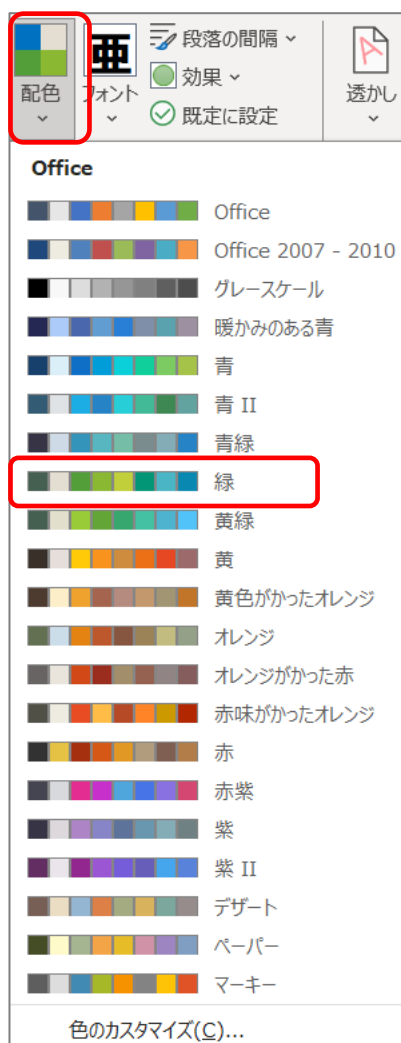 配色
亜
フォント
段落の間隔
効果
既定に設定
A
透かし
Office
Office
Office 2007 - 2010
グレースケール
暖かみのある青
青
青 II
青緑
緑
黄緑
黄
黄色がかったオレンジ
オレンジ
オレンジがかった赤
赤味がかったオレンジ
赤
赤紫
紫
紫 II
デザート
ペーパー
マーキー
色のカスタマイズ(C)...